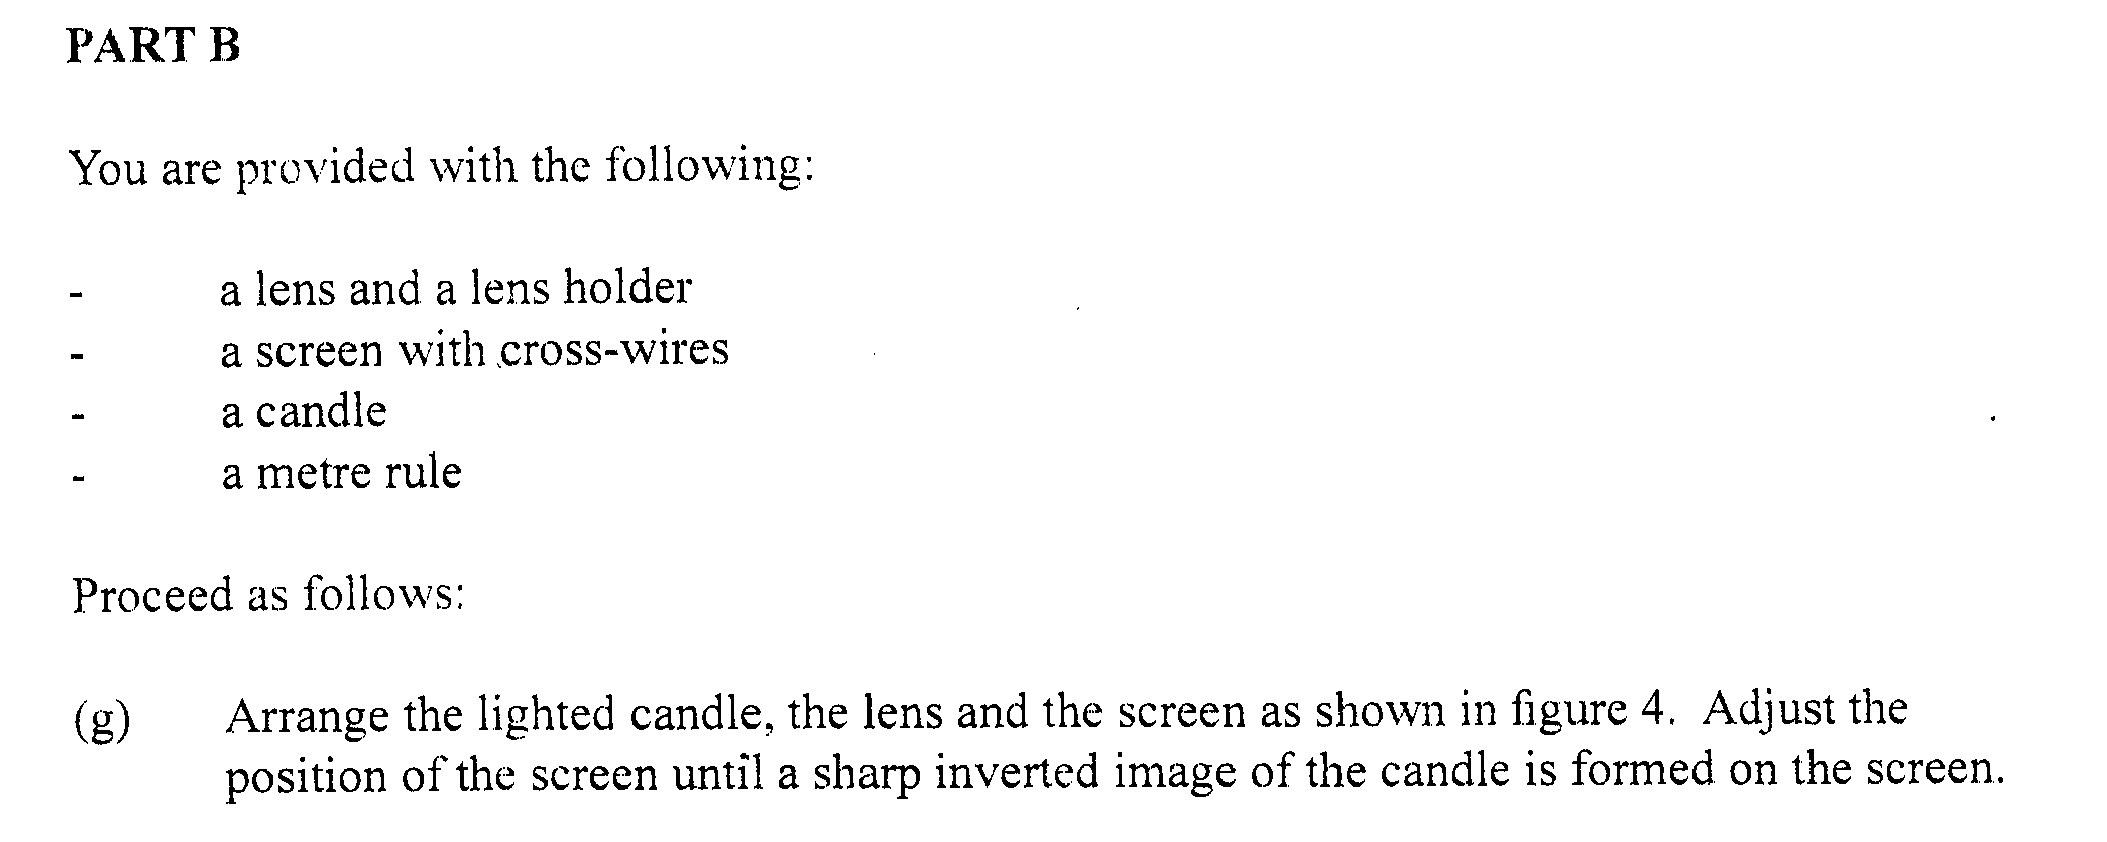 PART B
You are provided with the following:
- a lens and a lens holder
- a screen with cross-wires
- a candle
- a metre rule
Proceed as follows:
(g) Arrange the lighted candle, the lens and the screen as shown in figure 4. Adjust the
position of the screen until a sharp inverted image of the candle is formed on the screen.